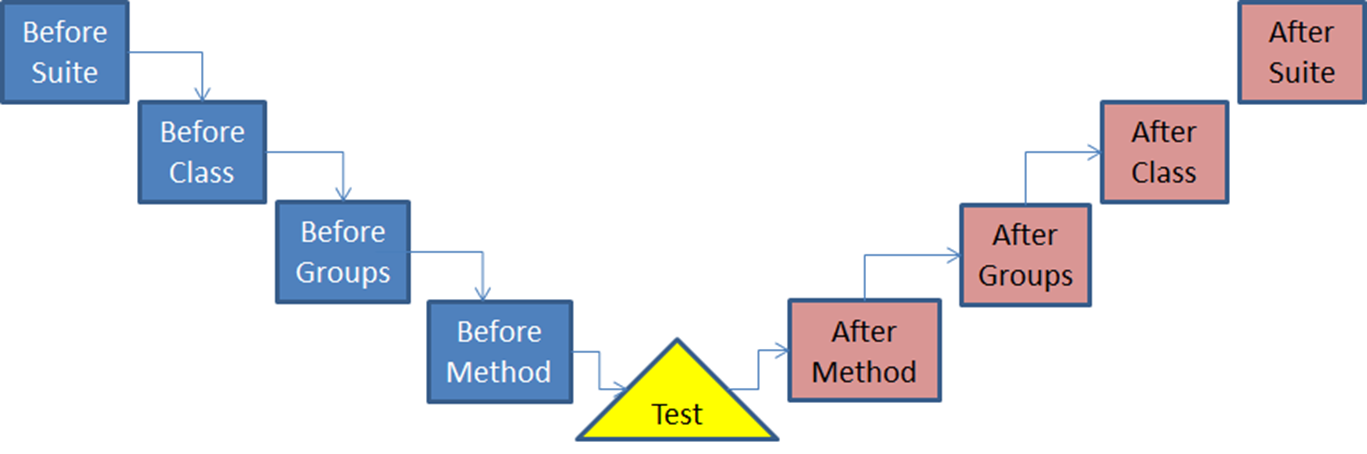 Before
Suite
Before
Class
Before
Groups
Before
Method
Test
After
Method
After
Groups
After
Class
After
Suite